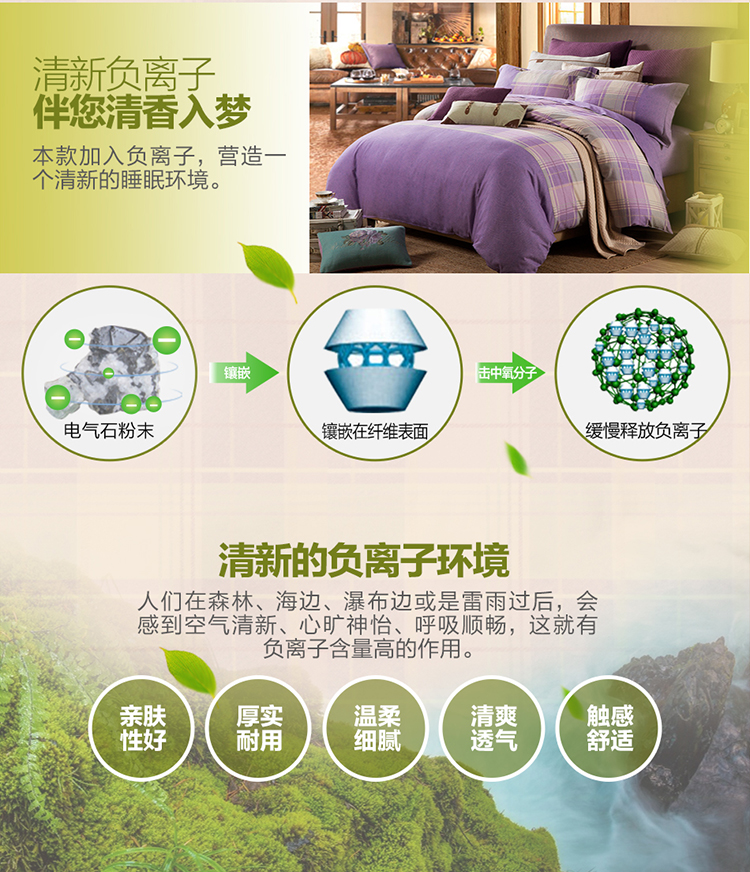 清新负离子
伴您清香入梦
本款加入负离子，营造一
个清新的睡眠环境。
镶嵌
击中氧分子
电气石粉末
镶嵌在纤维表面
缓慢释放负离子
清新的负离子环境
人们在森林、海边、瀑布边或是雷雨过后，会
感到空气清新、心旷神怡、呼吸顺畅，这就有
负离子含量高的作用。
亲肤
性好
厚实
耐用
温柔
细腻
清爽
透气
触感
舒适